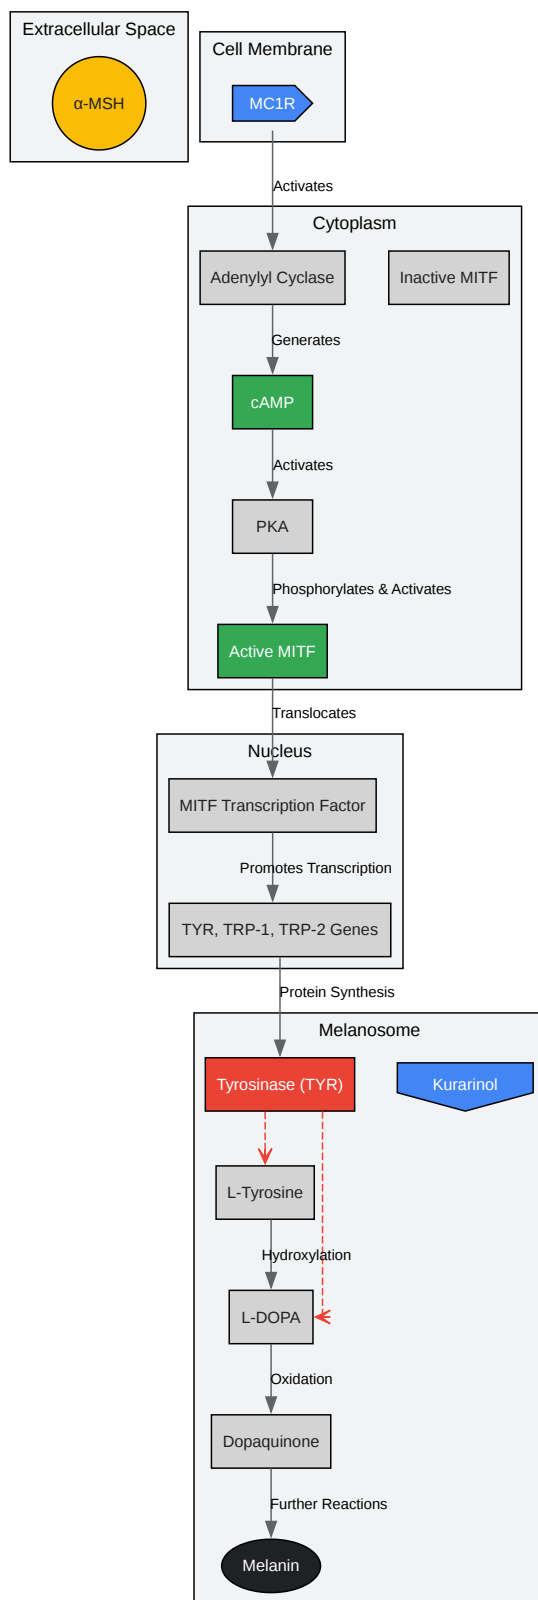 Extracellular Space
α-MSH
Cell Membrane
MC1R
Activates
Cytoplasm
Adenylyl Cyclase
Inactive MITF
Generates
cAMP
Activates
PKA
Phosphorylates & Activates
Active MITF
Translocates
Nucleus
MITF Transcription Factor
Promotes Transcription
TYR, TRP-1, TRP-2 Genes
Protein Synthesis
Melanosome
Tyrosinase (TYR)
Kurarinol
L-Tyrosine
Hydroxylation
L-DOPA
Oxidation
Dopaquinone
Further Reactions
Melanin